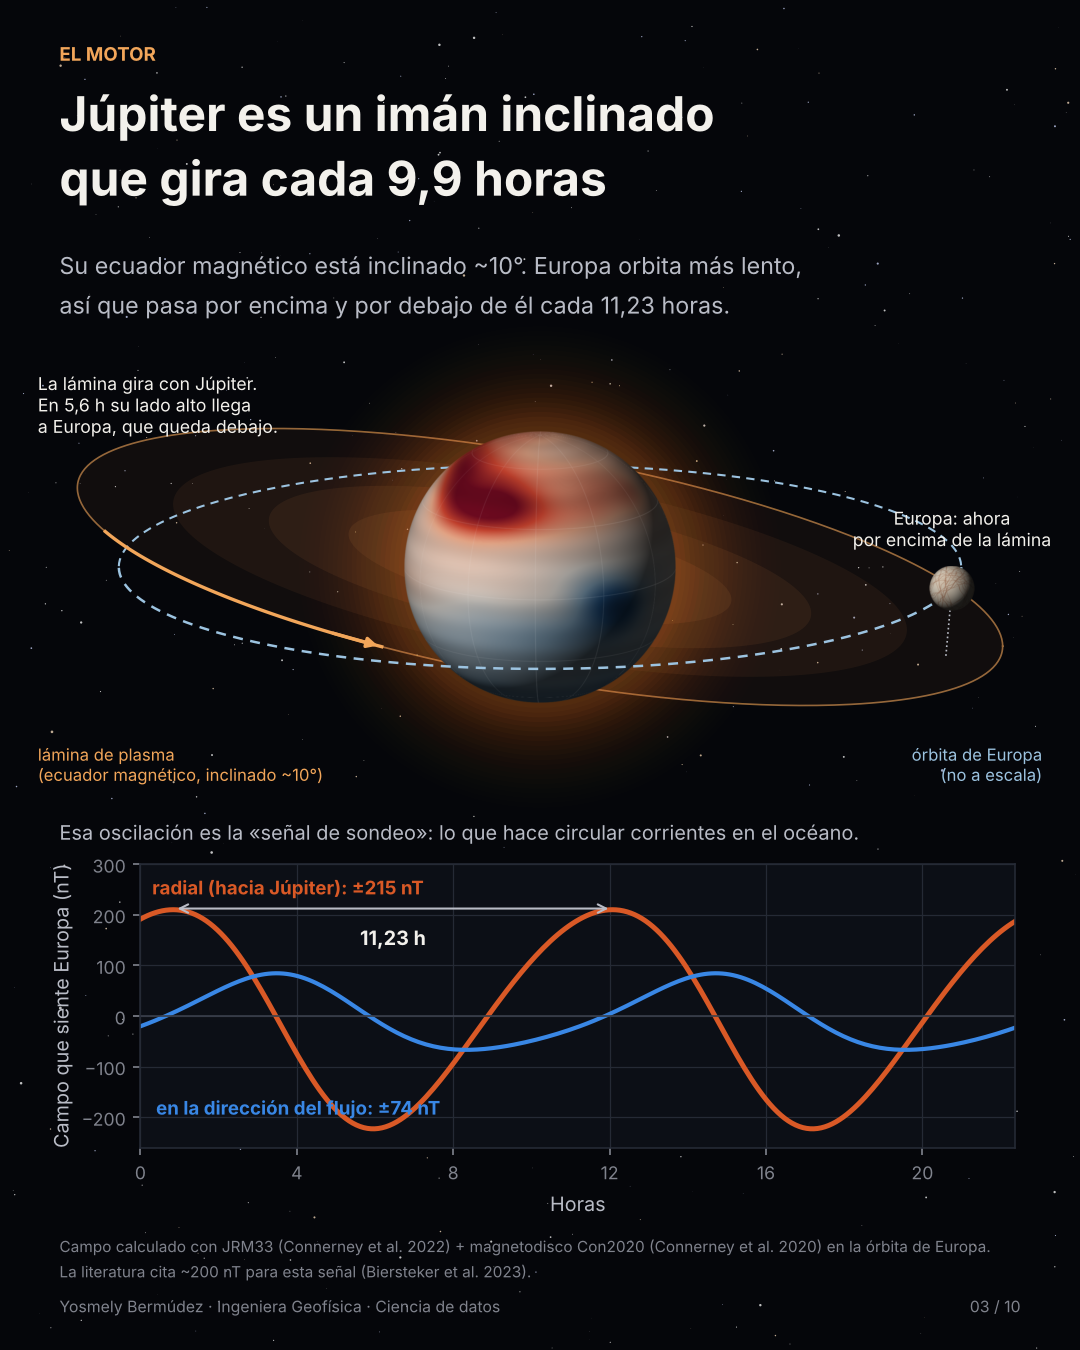 EL MOTOR
Júpiter es un imán inclinado
que gira cada 9,9 horas
Su ecuador magnético está inclinado ~10°. Europa orbita más lento,
así que pasa por encima y por debajo de él cada 11,23 horas.
La lámina gira con Júpiter.
En 5,6 h su lado alto llega
a Europa, que queda debajo.
Europa: ahora
por encima de la lámina
lámina de plasma
(ecuador magnético, inclinado ~10°)
órbita de Europa
(no a escala)
Esa oscilación es la «señal de sondeo»: lo que hace circular corrientes en el océano.
Campo que siente Europa (nT)
300
200
100
0
−100
−200
radial (hacia Júpiter): ±215 nT
11,23 h
en la dirección del flujo: ±74 nT
0 4 8 12 16 20
Horas
Campo calculado con JRM33 (Connerney et al. 2022) + magnetodisco Con2020 (Connerney et al. 2020) en la órbita de Europa.
La literatura cita ~200 nT para esta señal (Biersteker et al. 2023).
Yosmely Bermúdez · Ingeniera Geofísica · Ciencia de datos
03 / 10